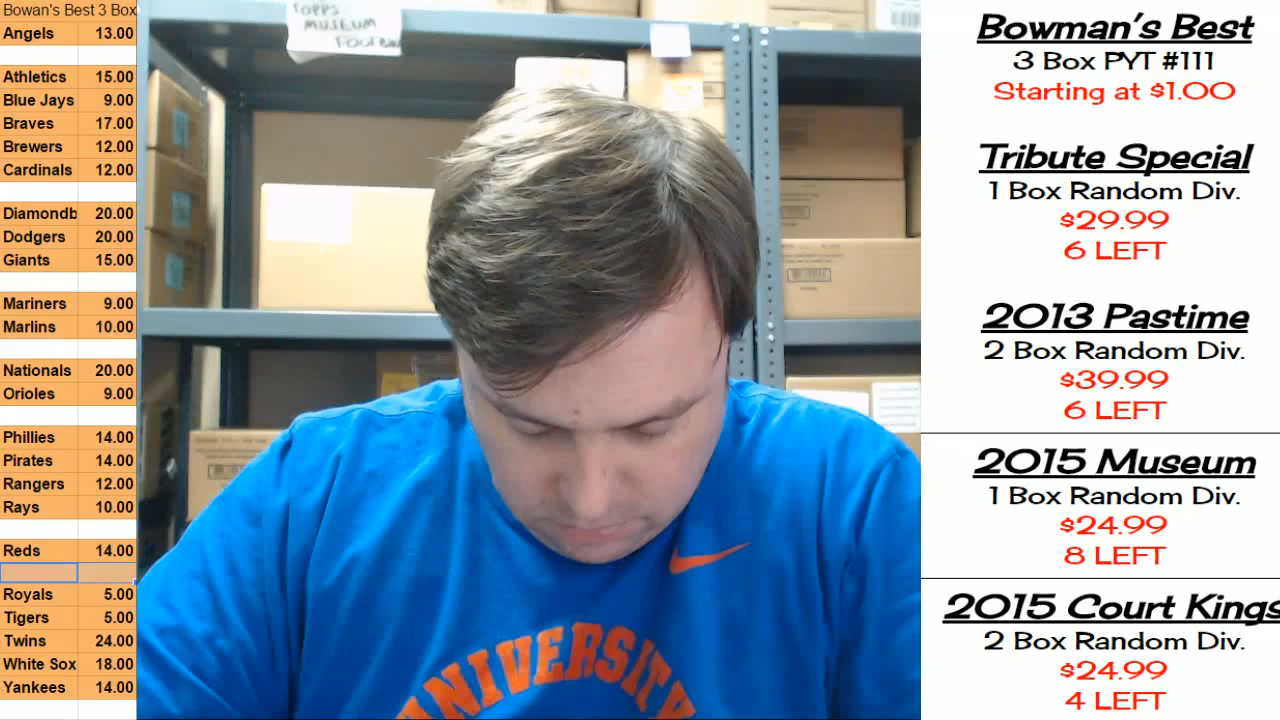 Bowan's Best 3 Box
Angels 13.00
Athletics 15.00
Blue Jays 9.00
Braves 17.00
Brewers 12.00
Cardinals 12.00
Diamondb 20.00
Dodgers 20.00
Giants 15.00
Mariners 9.00
Marlins 10.00
Nationals 20.00
Orioles 9.00
Phillies 14.00
Pirates 14.00
Rangers 12.00
Rays 10.00
Reds 14.00
Royals 5.00
Tigers 5.00
Twins 24.00
White Sox 18.00
Yankees 14.00
TOPPS
MUSEUM
FOOTBALL
UNIVERSITY
Bowman's Best
3 Box PYT #111
Starting at $1.00
Tribute Special
1 Box Random Div.
$29.99
6 LEFT
2013 Pastime
2 Box Random Div.
$39.99
6 LEFT
2015 Museum
1 Box Random Div.
$24.99
8 LEFT
2015 Court Kings
2 Box Random Div.
$24.99
4 LEFT